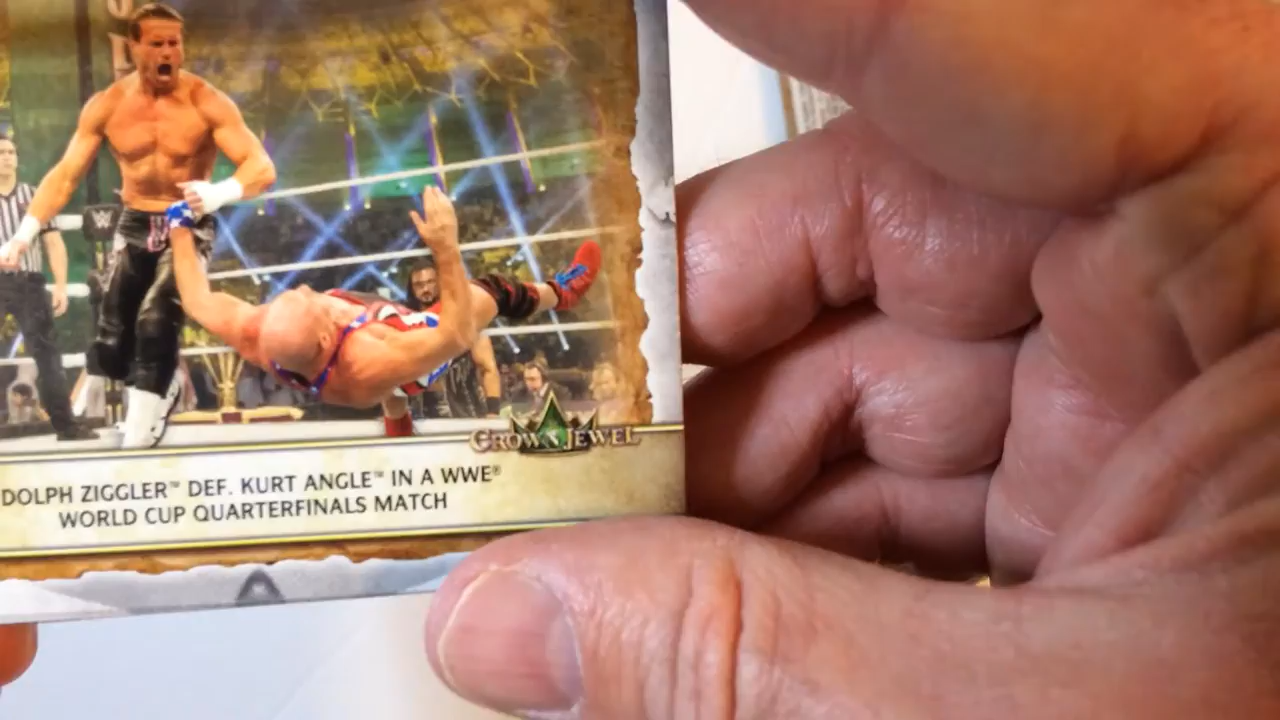 CROWN JEWEL
DOLPH ZIGGLER™ DEF. KURT ANGLE™ IN A WWE®
WORLD CUP QUARTERFINALS MATCH